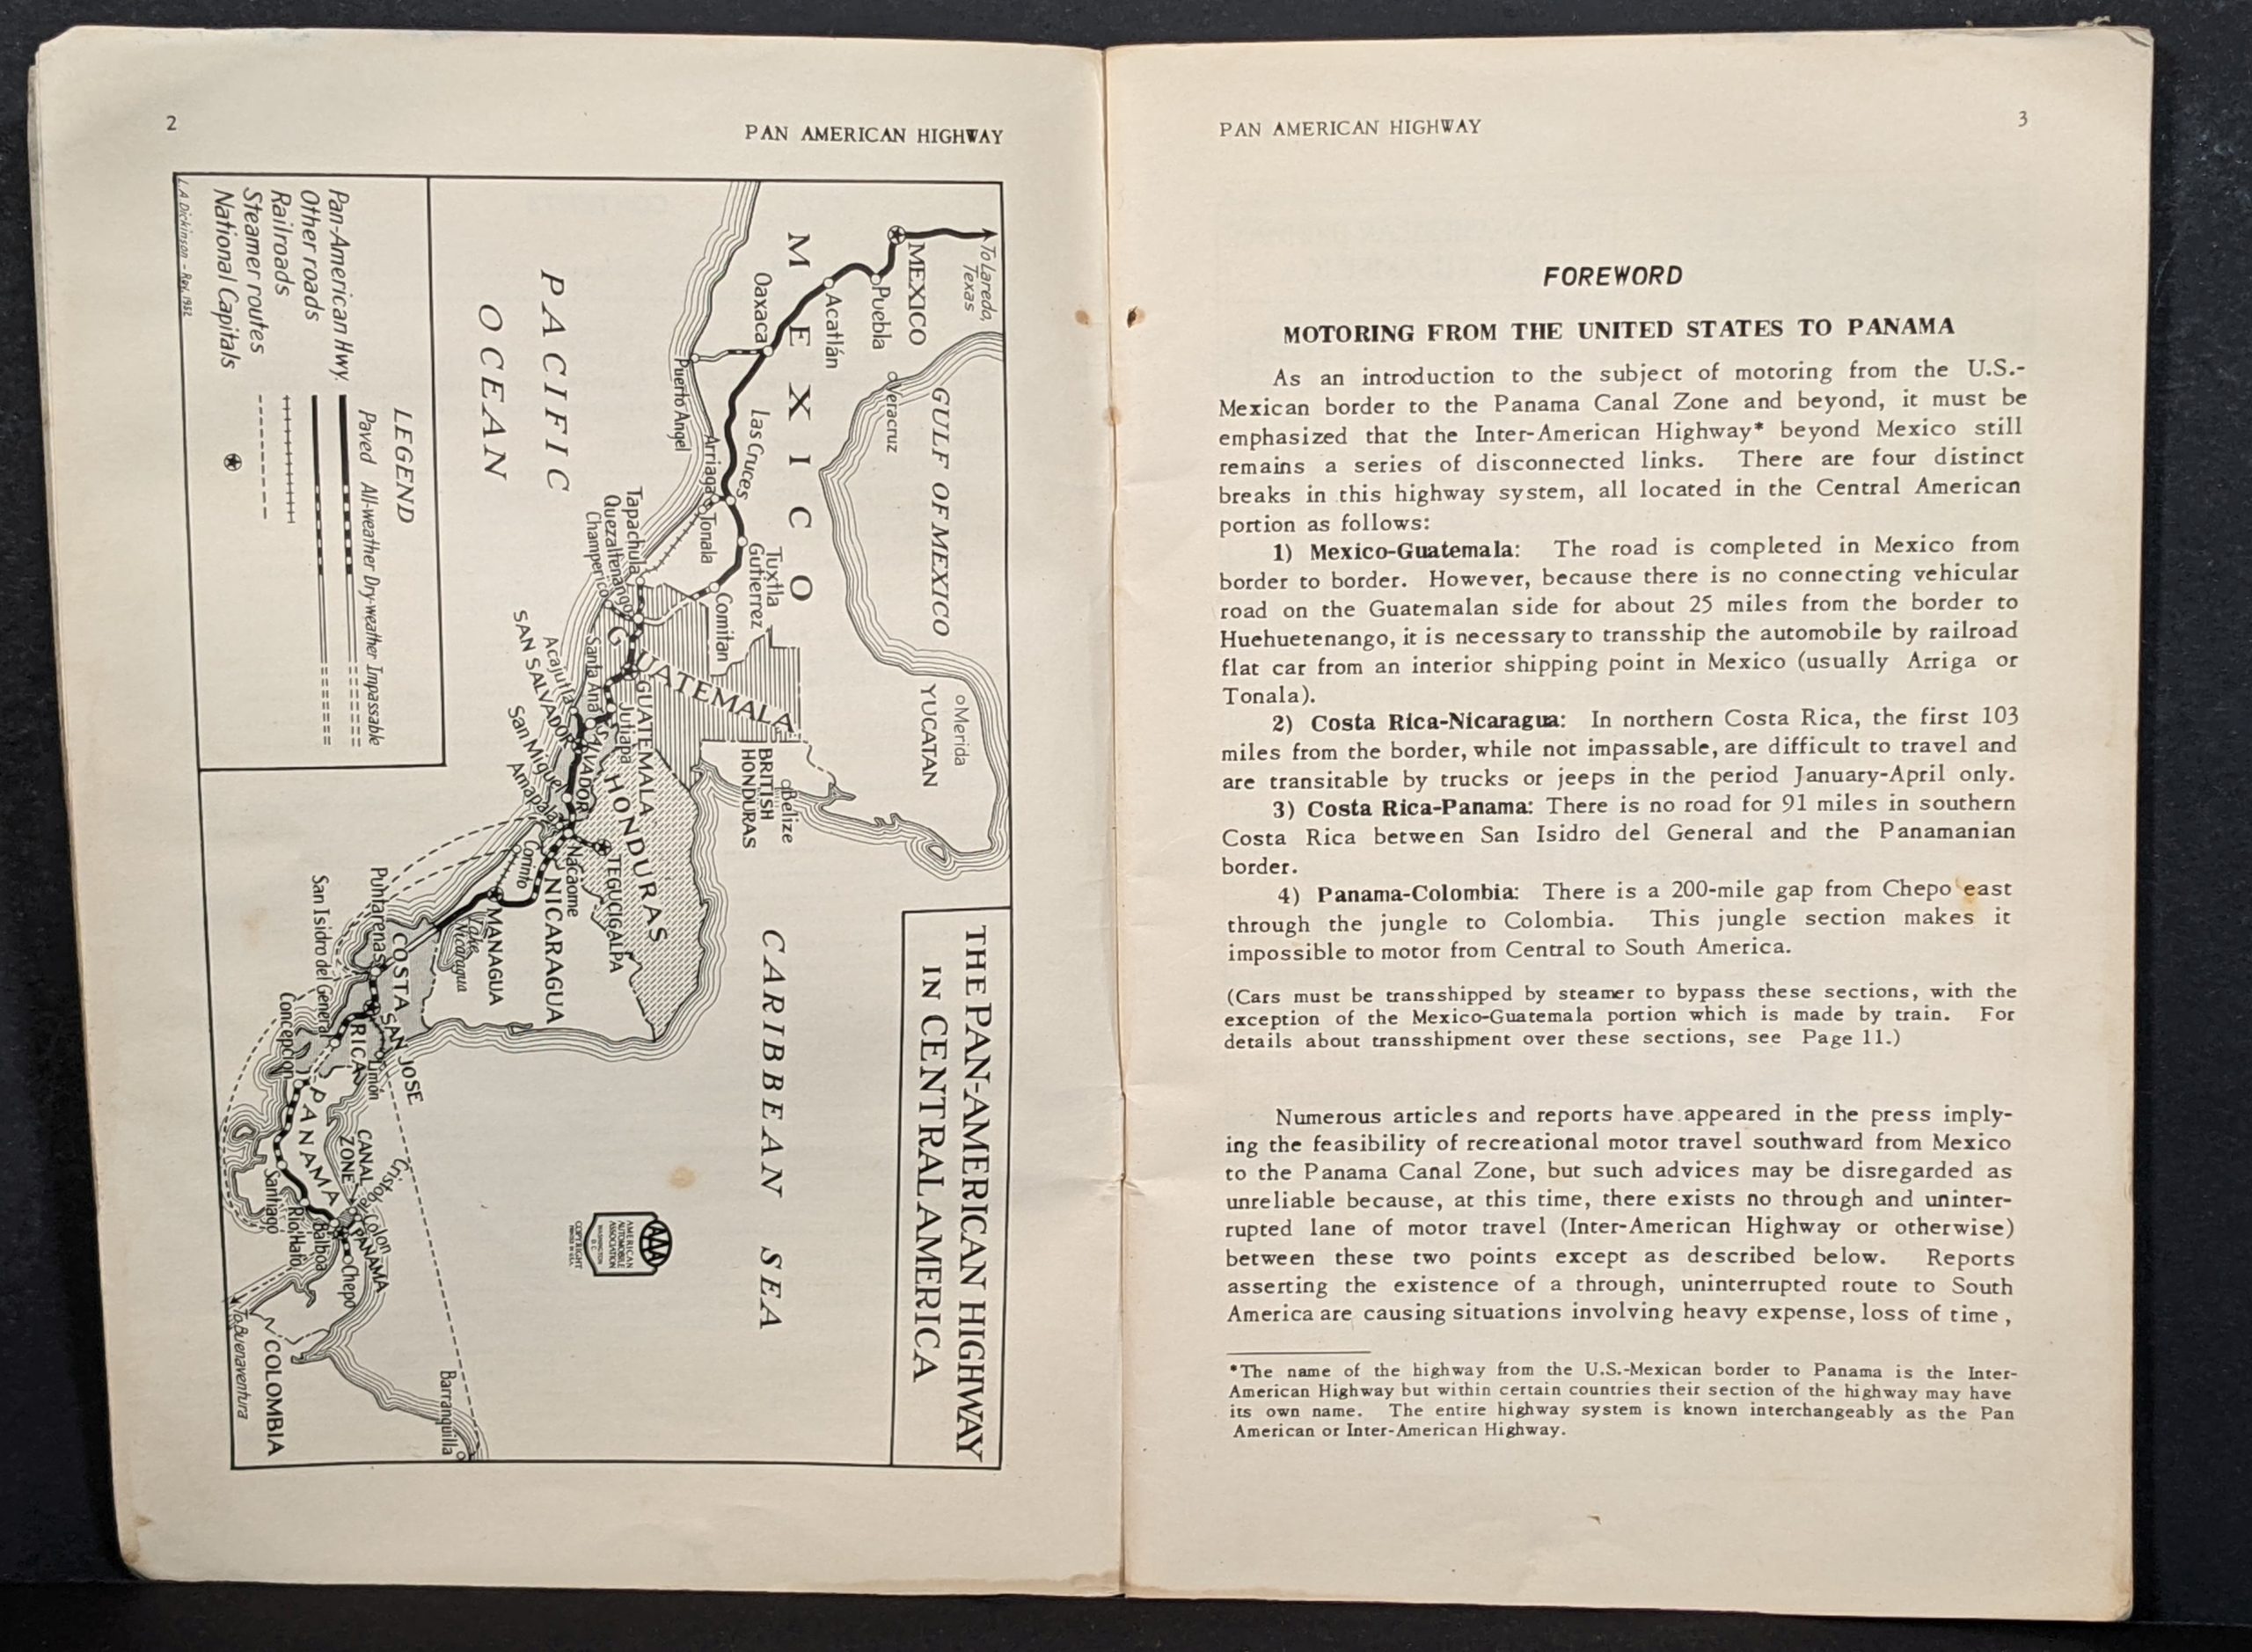 2
PAN AMERICAN HIGHWAY
THE PAN-AMERICAN HIGHWAY
IN CENTRAL AMERICA
To Laredo,
Texas
MEXICO
Puebla
Acatlán
Oaxaca
MEXICO
Veracruz
GULF OF MEXICO
Merida
YUCATAN
Puerto Angel
Las Cruces
Arriaga
Tonala
Tuxtla
Gutierrez
Comitan
Tapachula
Quezaltenango
Champerico
GUATEMALA
GUATEMALA
Jutiapa
Santa Ana
Acajutla
SAN SALVADOR
SALVADOR
San Miguel
Amapala
BRITISH
HONDURAS
Belize
HONDURAS
TEGUCIGALPA
Nacaome
NICARAGUA
Corinto
MANAGUA
Lake
Nicaragua
Puntarenas
COSTA
RICA
SAN JOSE
Limón
San Isidro del General
Concepcion
PANAMA
CANAL
ZONE
Cristobal
Colon
PANAMA
Chepo
Balboa
Rio Hato
Santiago
COLOMBIA
To Buenaventura
Barranquilla
CARIBBEAN SEA
PACIFIC
OCEAN
AAA
AMERICAN
AUTOMOBILE
ASSOCIATION
WASHINGTON
D.C.
COPYRIGHT
PRINTED IN U.S.A.
LEGEND
Paved All-weather Dry-weather Impassable
Pan-American Hwy.
Other roads
Railroads
Steamer routes
National Capitals
L.A. Dickinson - Rev. 1952
PAN AMERICAN HIGHWAY
3
FOREWORD
MOTORING FROM THE UNITED STATES TO PANAMA
As an introduction to the subject of motoring from the U.S.-
Mexican border to the Panama Canal Zone and beyond, it must be
emphasized that the Inter-American Highway* beyond Mexico still
remains a series of disconnected links. There are four distinct
breaks in this highway system, all located in the Central American
portion as follows:
1) Mexico-Guatemala: The road is completed in Mexico from
border to border. However, because there is no connecting vehicular
road on the Guatemalan side for about 25 miles from the border to
Huehuetenango, it is necessary to transship the automobile by railroad
flat car from an interior shipping point in Mexico (usually Arriga or
Tonala).
2) Costa Rica-Nicaragua: In northern Costa Rica, the first 103
miles from the border, while not impassable, are difficult to travel and
are transitable by trucks or jeeps in the period January-April only.
3) Costa Rica-Panama: There is no road for 91 miles in southern
Costa Rica between San Isidro del General and the Panamanian
border.
4) Panama-Colombia: There is a 200-mile gap from Chepo east
through the jungle to Colombia. This jungle section makes it
impossible to motor from Central to South America.
(Cars must be transshipped by steamer to bypass these sections, with the
exception of the Mexico-Guatemala portion which is made by train. For
details about transshipment over these sections, see Page 11.)
Numerous articles and reports have appeared in the press imply-
ing the feasibility of recreational motor travel southward from Mexico
to the Panama Canal Zone, but such advices may be disregarded as
unreliable because, at this time, there exists no through and uninter-
rupted lane of motor travel (Inter-American Highway or otherwise)
between these two points except as described below. Reports
asserting the existence of a through, uninterrupted route to South
America are causing situations involving heavy expense, loss of time,
*The name of the highway from the U.S.-Mexican border to Panama is the Inter-
American Highway but within certain countries their section of the highway may have
its own name. The entire highway system is known interchangeably as the Pan
American or Inter-American Highway.